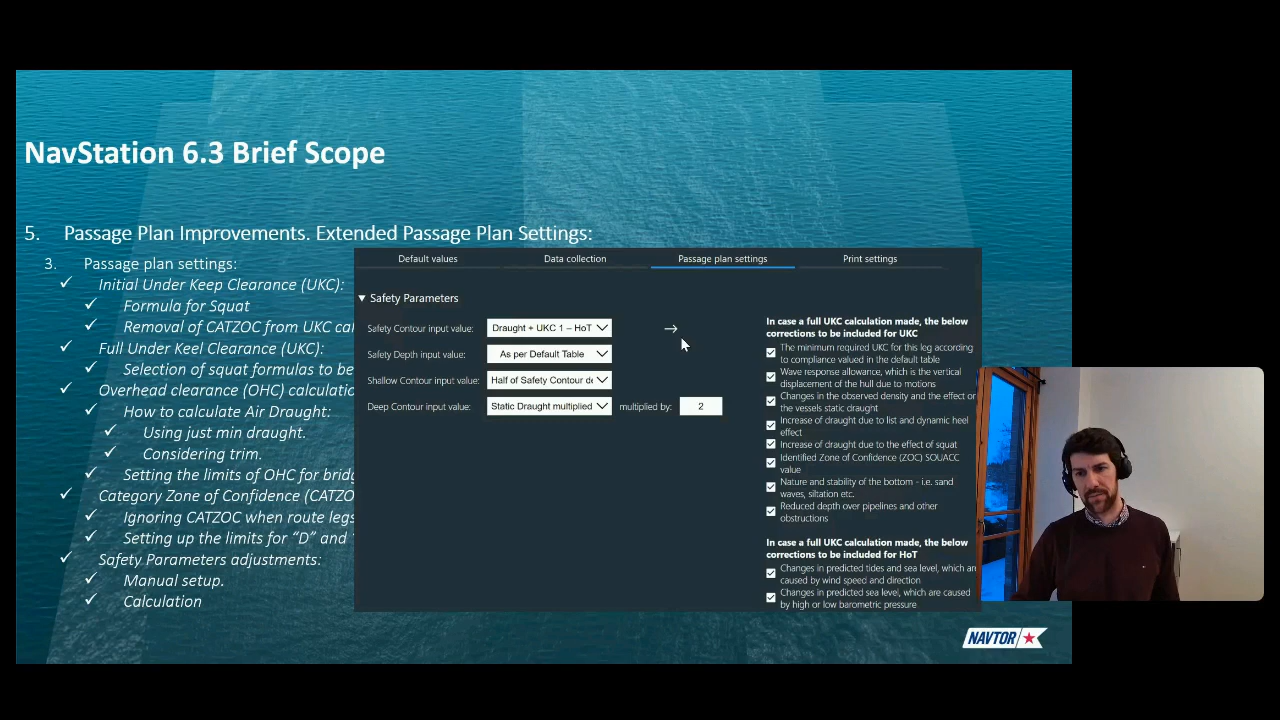 NavStation 6.3 Brief Scope
5. Passage Plan Improvements. Extended Passage Plan Settings:
3. Passage plan settings:
Initial Under Keep Clearance (UKC):
Formula for Squat
Removal of CATZOC from UKC cal
Full Under Keel Clearance (UKC):
Selection of squat formulas to be
Overhead clearance (OHC) calculatio
How to calculate Air Draught:
Using just min draught.
Considering trim.
Setting the limits of OHC for bridg
Category Zone of Confidence (CATZO
Ignoring CATZOC when route legs
Setting up the limits for "D" and
Safety Parameters adjustments:
Manual setup.
Calculation
Default values
Data collection
Passage plan settings
Print settings
Safety Parameters
Safety Contour input value: Draught + UKC 1 – HoT
Safety Depth input value: As per Default Table
Shallow Contour input value: Half of Safety Contour de
Deep Contour input value: Static Draught multiplied multiplied by: 2
In case a full UKC calculation made, the below
corrections to be included for UKC
The minimum required UKC for this leg according
to compliance valued in the default table
Wave response allowance, which is the vertical
displacement of the hull due to motions
Changes in the observed density and the effect or
the vessels static draught
Increase of draught due to list and dynamic heel
effect
Increase of draught due to the effect of squat
Identified Zone of Confidence (ZOC) SOUACC
value
Nature and stability of the bottom - i.e. sand
waves, siltation etc.
Reduced depth over pipelines and other
obstructions
In case a full UKC calculation made, the below
corrections to be included for HoT
Changes in predicted tides and sea level, which are
caused by wind speed and direction
Changes in predicted sea level, which are caused
by high or low barometric pressure
NAVTOR